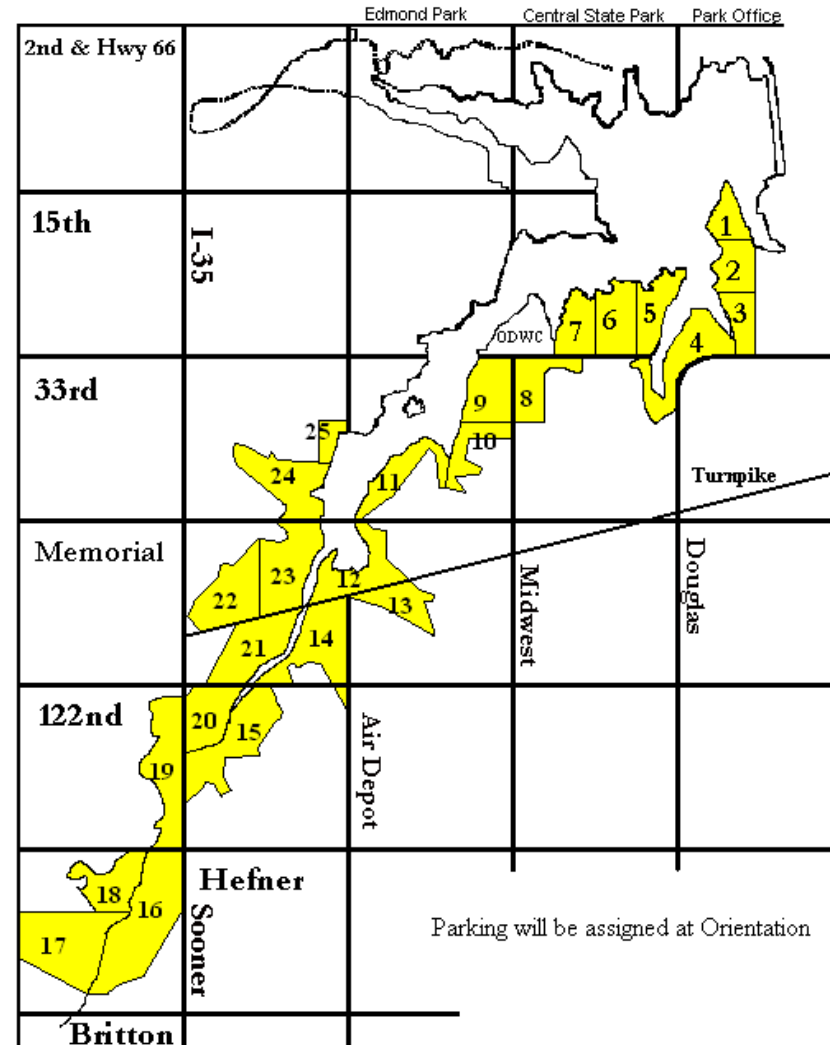 Edmond Park Central State Park Park Office
2nd & Hwy 66
15th
I-35
1
2
3
4
5
6
7
ODWC
33rd
8
9
10
25
24
11
Turnpike
Memorial
Midwest
Douglas
12
23
22
13
14
21
122nd
20
15
Air Depot
19
Hefner
18
16
Sooner
17
Parking will be assigned at Orientation
Britton